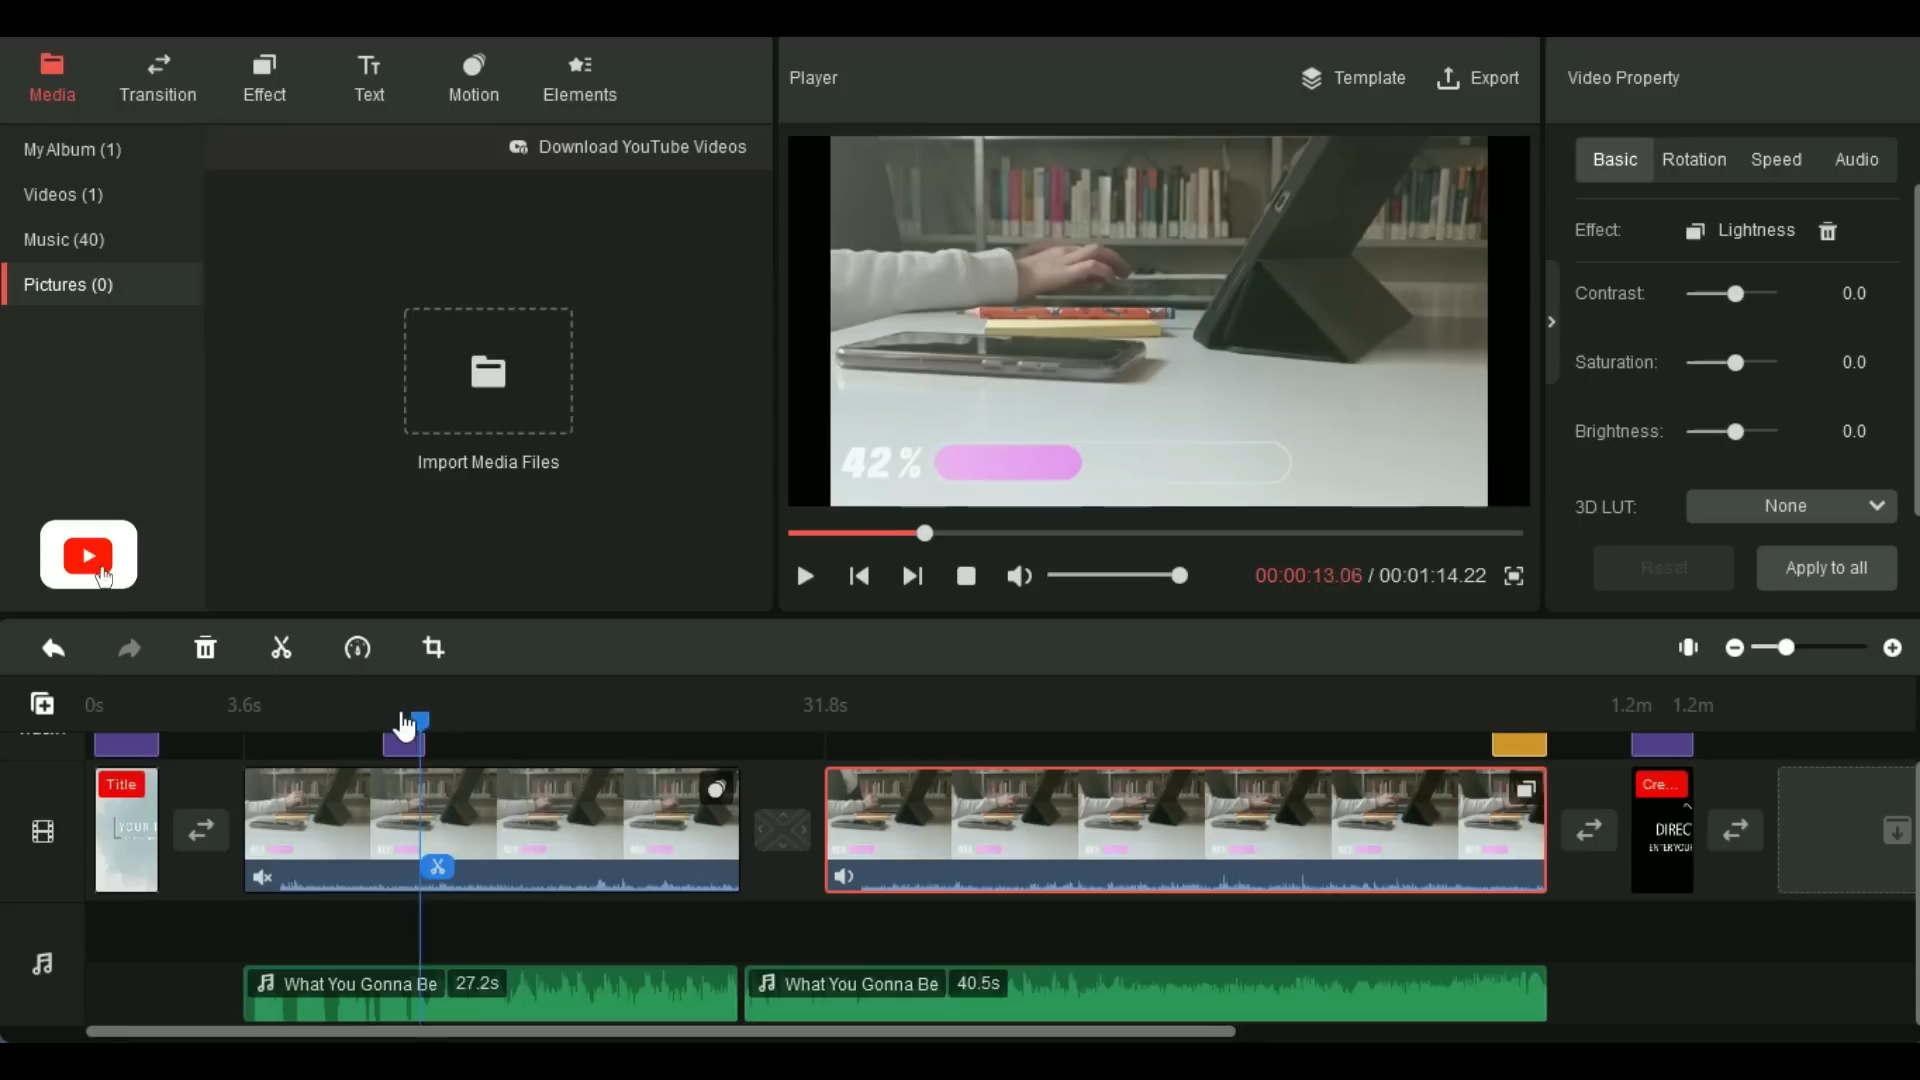 Media
Transition
Effect
Text
Motion
Elements
Player
Template
Export
Video Property
My Album (1)
Videos (1)
Music (40)
Pictures (0)
Download YouTube Videos
Import Media Files
42%
00:00:13.06 / 00:01:14.22
Basic
Rotation
Speed
Audio
Effect:
Lightness
Contrast:
0.0
Saturation:
0.0
Brightness:
0.0
3D LUT:
None
Reset
Apply to all
0s
3.6s
31.8s
1.2m
1.2m
Title
Cre...
DIREC
ENTER YOUR
What You Gonna Be
27.2s
What You Gonna Be
40.5s